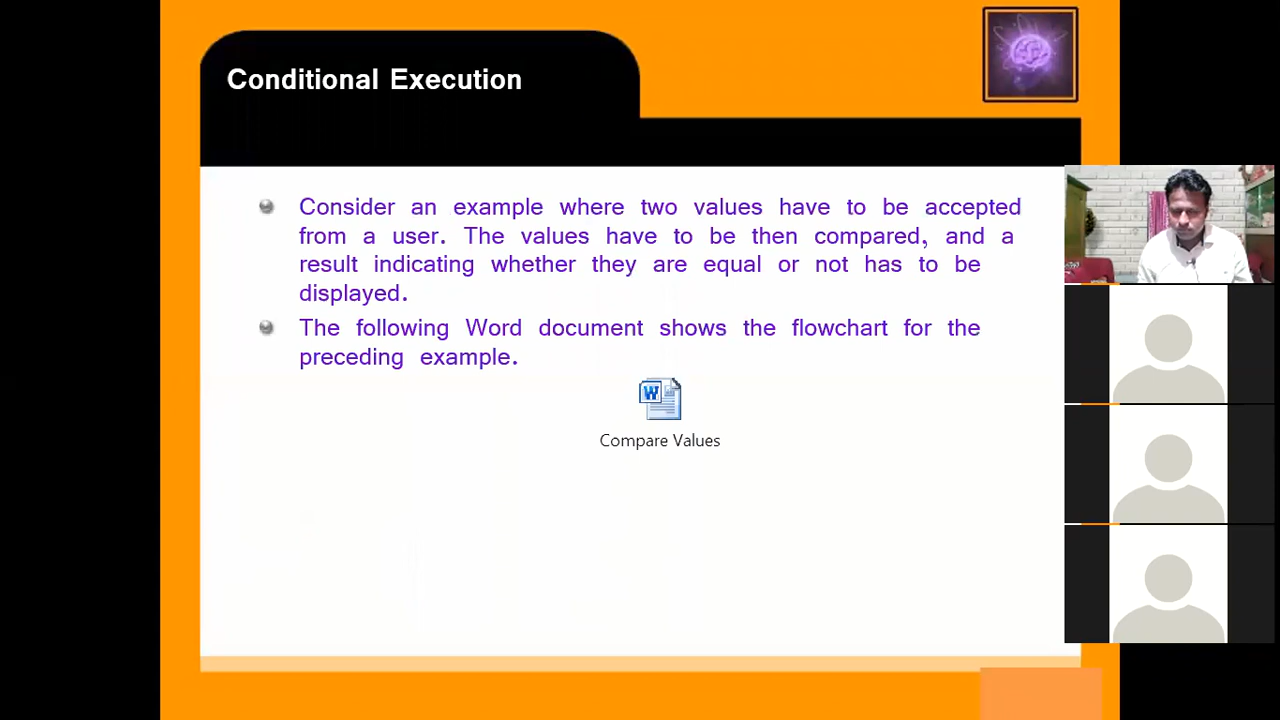 Conditional Execution
Consider an example where two values have to be accepted
from a user. The values have to be then compared, and a
result indicating whether they are equal or not has to be
displayed.
The following Word document shows the flowchart for the
preceding example.
W
Compare Values